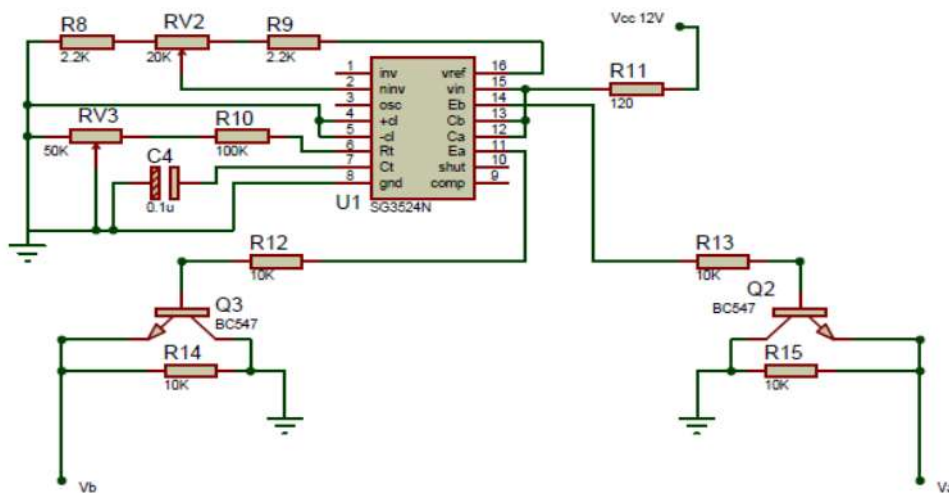 Vcc 12V
R8
2.2K
RV2
20K
R9
2.2K
R11
120
RV3
50K
R10
100K
C4
0.1u
1 inv
2 ninv
3 osc
4 +cl
5 -cl
6 Rt
7 Ct
8 gnd
vref 16
vin 15
Eb 14
Cb 13
Ca 12
Ea 11
shut 10
comp 9
U1
SG3524N
R12
10K
R13
10K
Q3
BC547
Q2
BC547
R14
10K
R15
10K
Vb